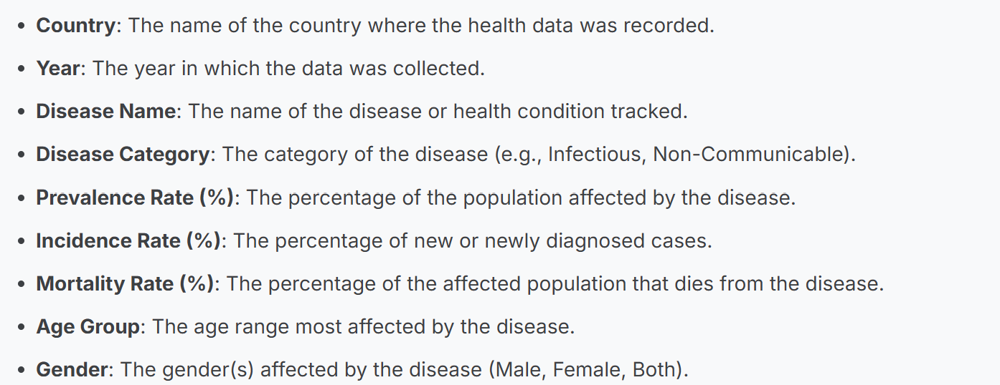 • Country: The name of the country where the health data was recorded.
• Year: The year in which the data was collected.
• Disease Name: The name of the disease or health condition tracked.
• Disease Category: The category of the disease (e.g., Infectious, Non-Communicable).
• Prevalence Rate (%): The percentage of the population affected by the disease.
• Incidence Rate (%): The percentage of new or newly diagnosed cases.
• Mortality Rate (%): The percentage of the affected population that dies from the disease.
• Age Group: The age range most affected by the disease.
• Gender: The gender(s) affected by the disease (Male, Female, Both).